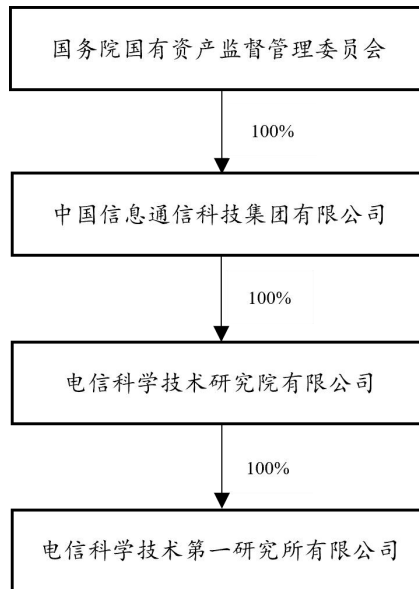 国务院国有资产监督管理委员会
100%
中国信息通信科技集团有限公司
100%
电信科学技术研究院有限公司
100%
电信科学技术第一研究所有限公司